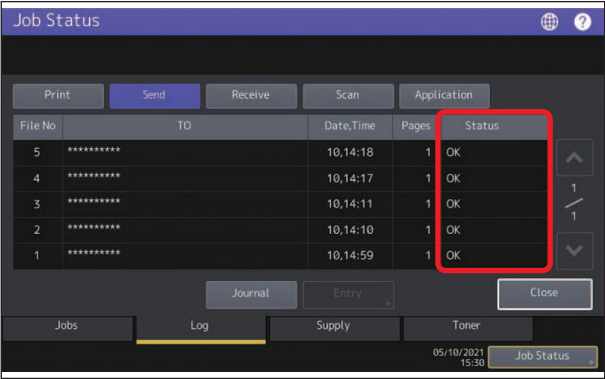 Job Status
?
Print Send Receive Scan Application
File No TO Date,Time Pages Status
5 ********** 10,14:18 1 OK
4 ********** 10,14:17 1 OK
3 ********** 10,14:11 1 OK
2 ********** 10,14:10 1 OK
1 ********** 10,14:59 1 OK
1
1
Journal Entry Close
Jobs Log Supply Toner
05/10/2021
15:30
Job Status